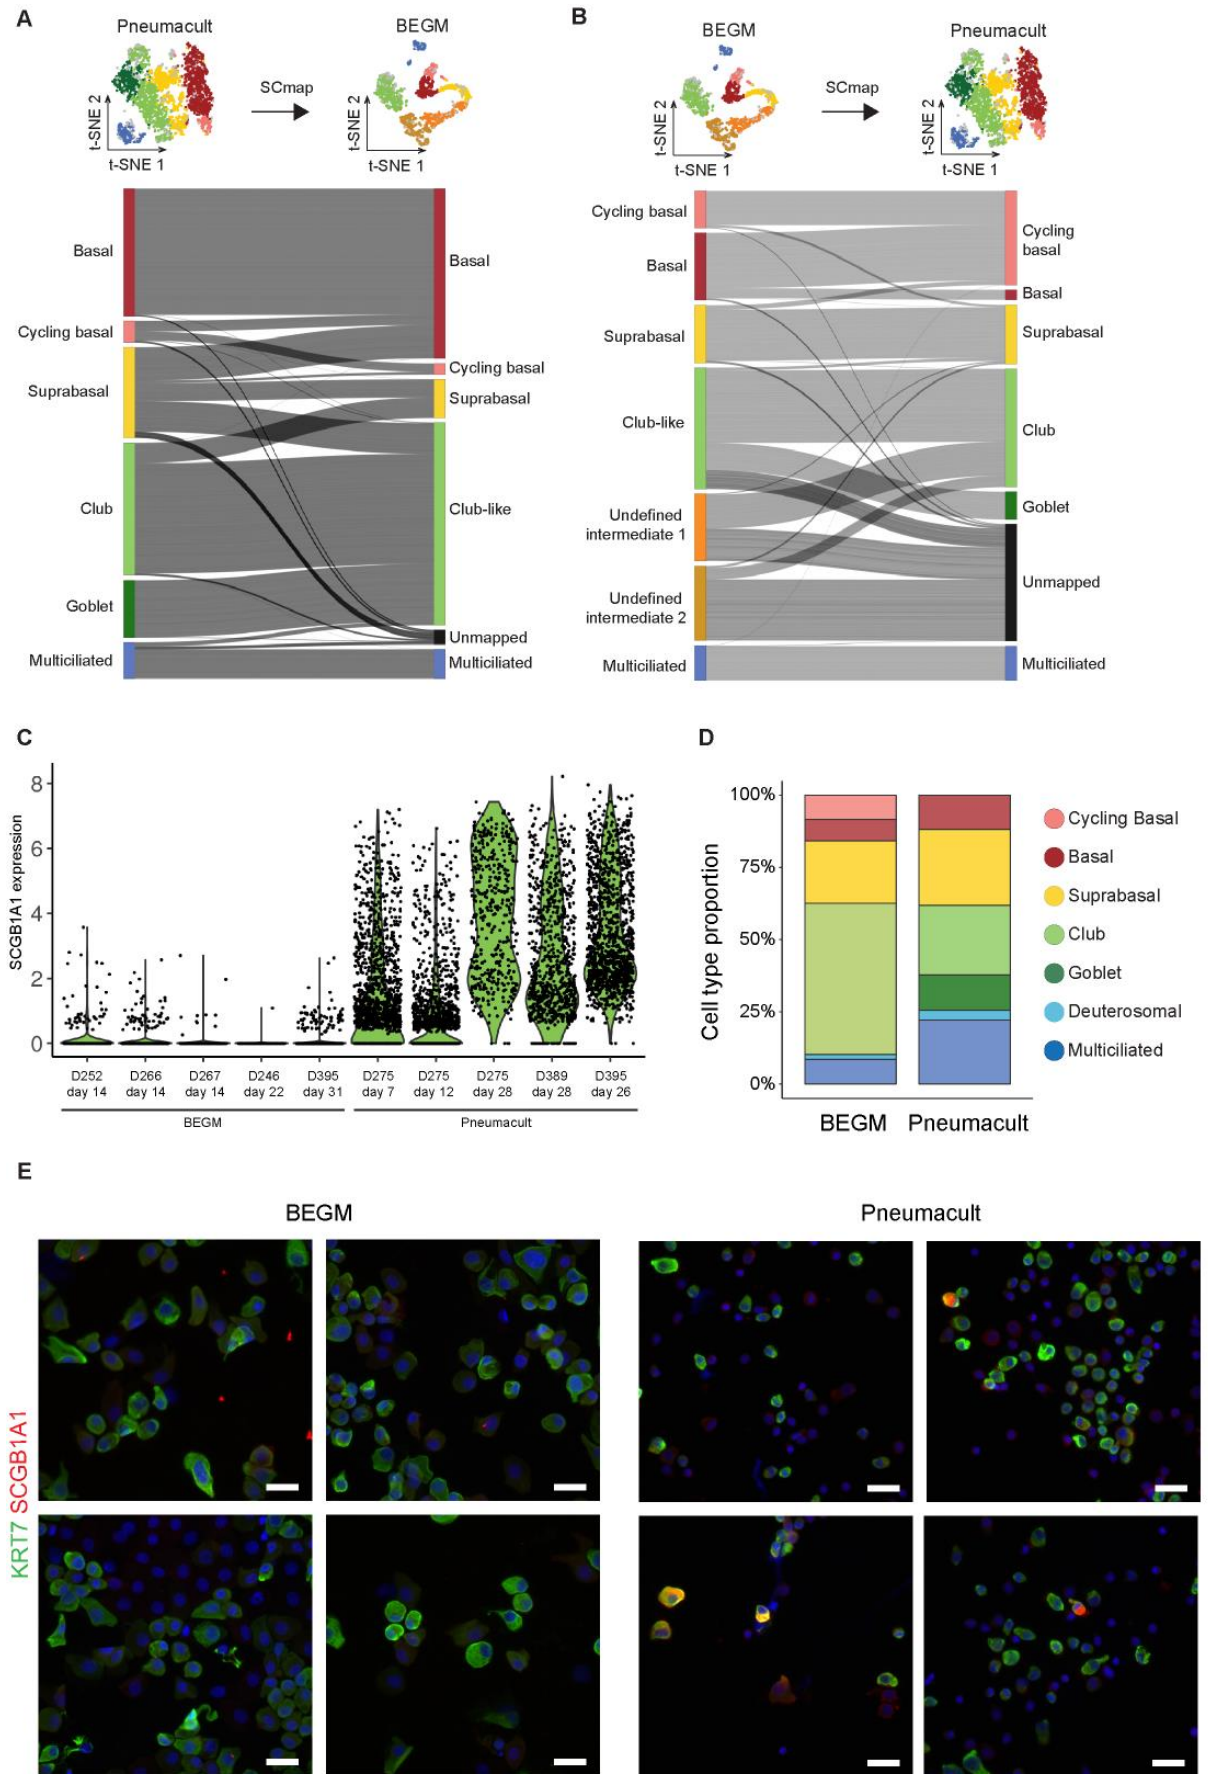 A
Pneumacult
BEGM
SCmap
t-SNE 2
t-SNE 1
t-SNE 2
t-SNE 1
Basal
Cycling basal
Suprabasal
Club
Goblet
Multiciliated
Basal
Cycling basal
Suprabasal
Club-like
Unmapped
Multiciliated
B
BEGM
Pneumacult
SCmap
t-SNE 2
t-SNE 1
t-SNE 2
t-SNE 1
Cycling basal
Basal
Suprabasal
Club-like
Undefined
intermediate 1
Undefined
intermediate 2
Multiciliated
Cycling
basal
Basal
Suprabasal
Club
Goblet
Unmapped
Multiciliated
C
SCGB1A1 expression
8
6
4
2
0
D252
day 14
D266
day 14
D267
day 14
D246
day 22
D395
day 31
D275
day 7
D275
day 12
D275
day 28
D389
day 28
D395
day 26
BEGM
Pneumacult
D
Cell type proportion
100%
75%
50%
25%
0%
BEGM
Pneumacult
Cycling Basal
Basal
Suprabasal
Club
Goblet
Deuterosomal
Multiciliated
E
BEGM
Pneumacult
KRT7 SCGB1A1